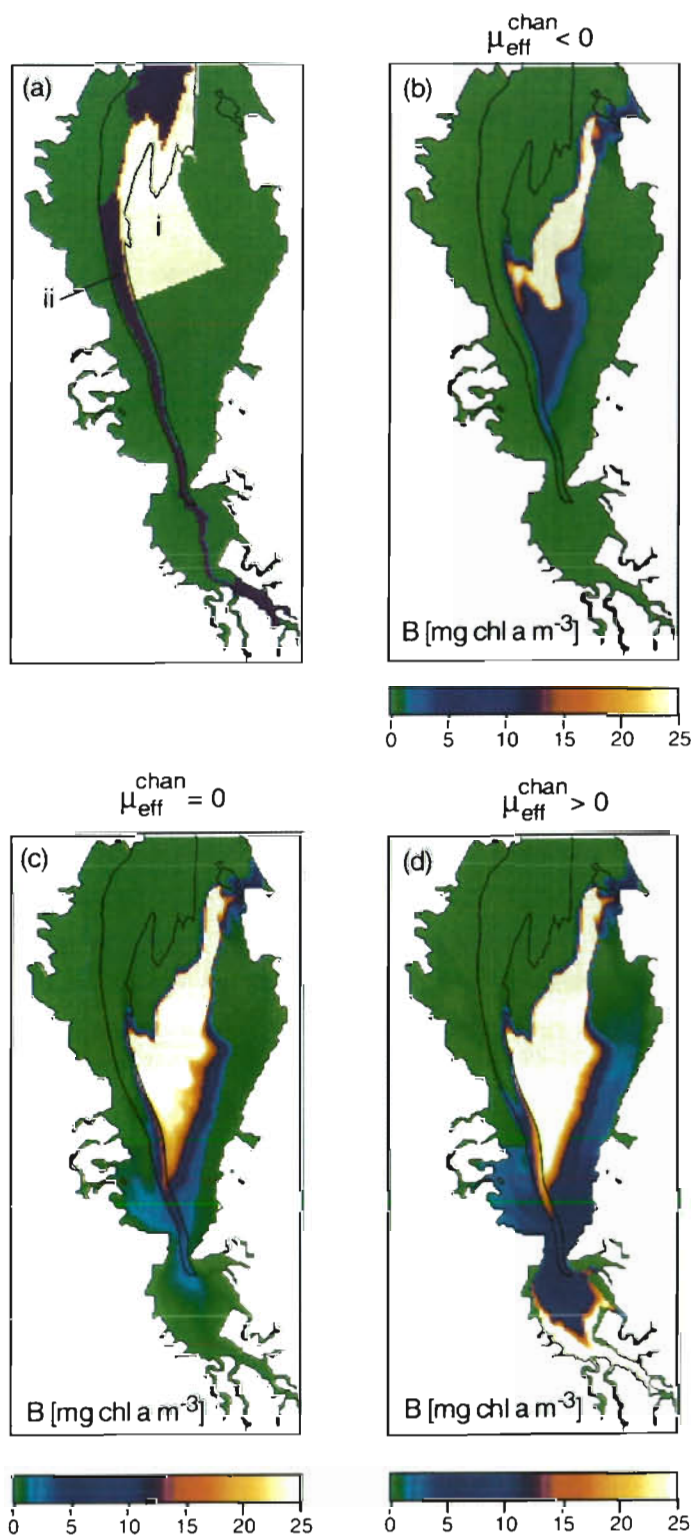 μ_eff^chan < 0
(a)
(b)
i
ii
B [mg chl a m^-3]
0 5 10 15 20 25
μ_eff^chan = 0
μ_eff^chan > 0
(c)
(d)
B [mg chl a m^-3]
B [mg chl a m^-3]
0 5 10 15 20 25
0 5 10 15 20 25